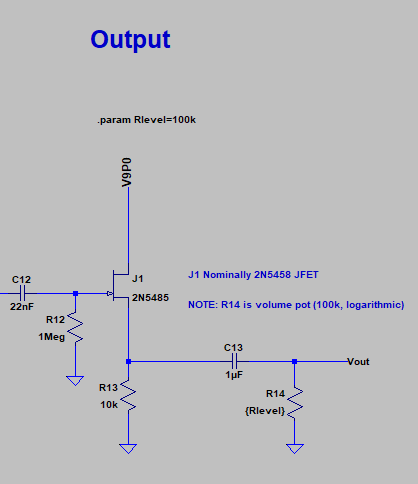 Output
.param Rlevel=100k
V9P0
C12
22nF
J1
2N5485
J1 Nominally 2N5458 JFET
NOTE: R14 is volume pot (100k, logarithmic)
R12
1Meg
C13
1µF
Vout
R13
10k
R14
{Rlevel}